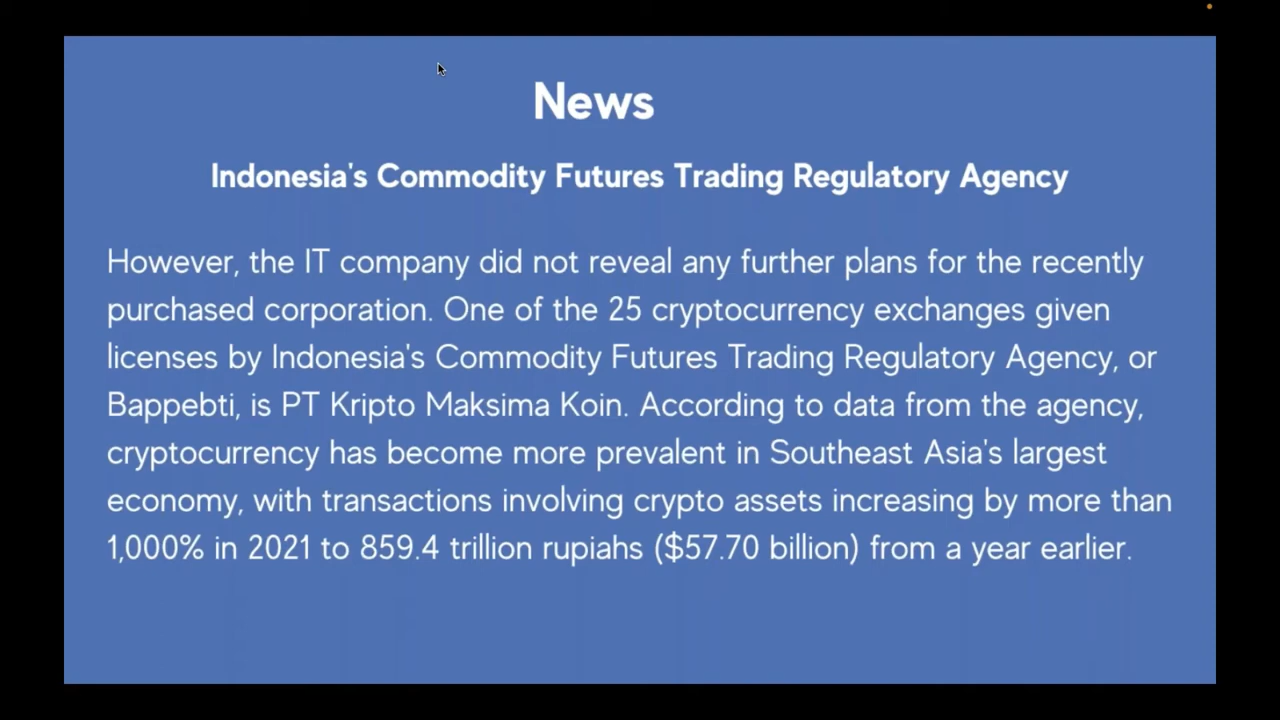 News
Indonesia's Commodity Futures Trading Regulatory Agency
However, the IT company did not reveal any further plans for the recently
purchased corporation. One of the 25 cryptocurrency exchanges given
licenses by Indonesia's Commodity Futures Trading Regulatory Agency, or
Bappebti, is PT Kripto Maksima Koin. According to data from the agency,
cryptocurrency has become more prevalent in Southeast Asia's largest
economy, with transactions involving crypto assets increasing by more than
1,000% in 2021 to 859.4 trillion rupiahs ($57.70 billion) from a year earlier.